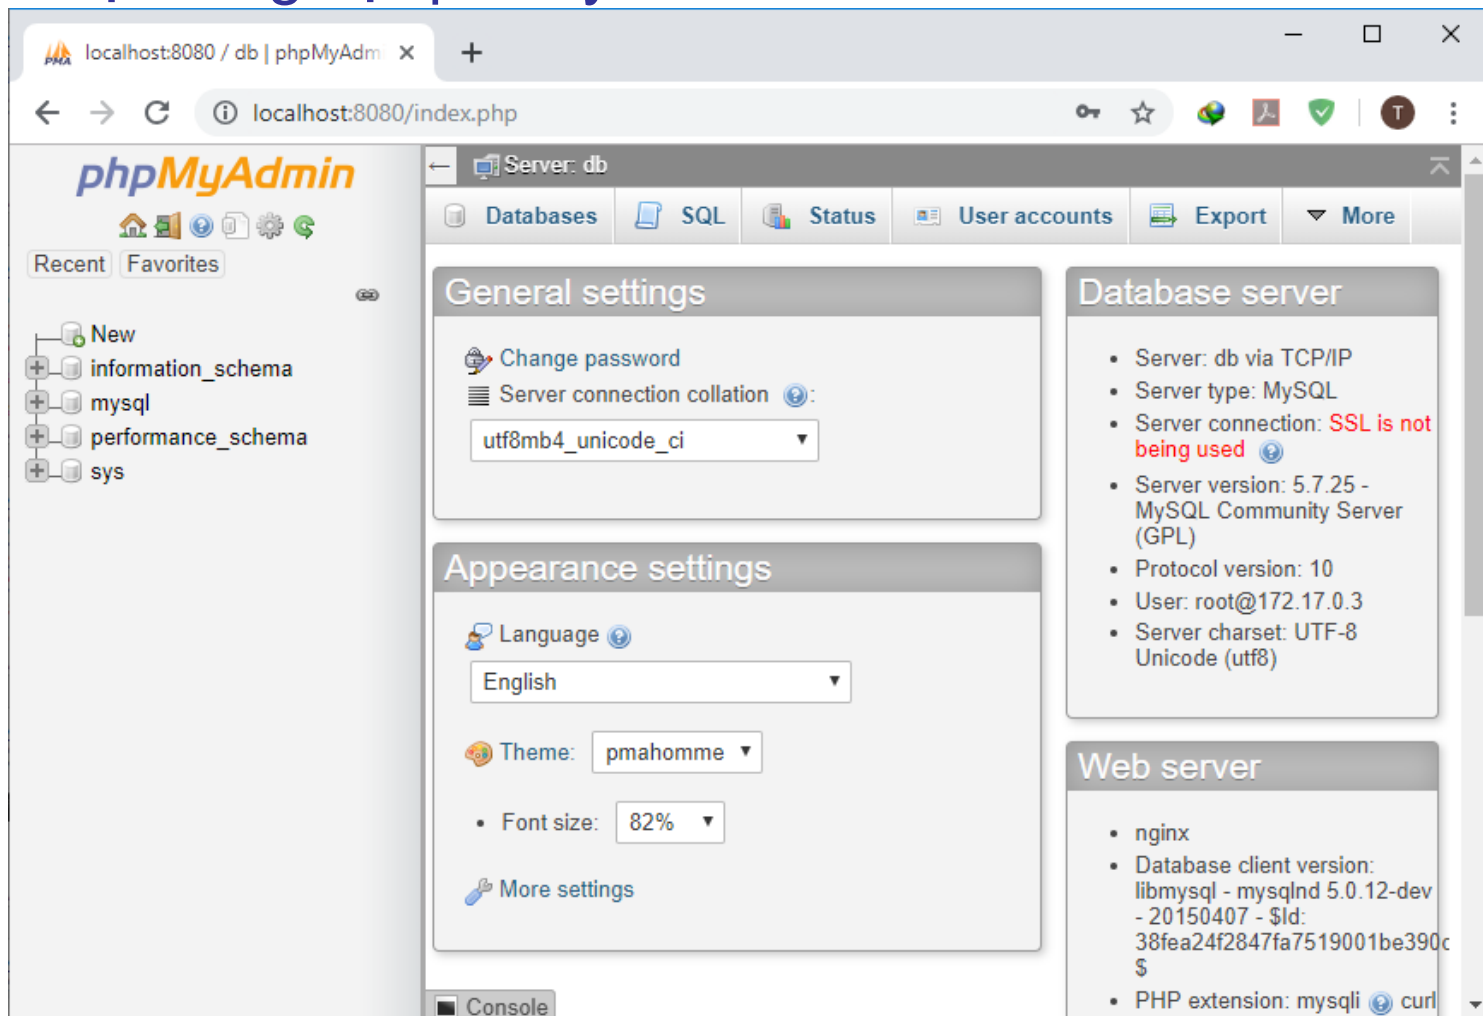 localhost:8080 / db | phpMyAdm
localhost:8080/index.php
T
phpMyAdmin
Recent Favorites
New
information_schema
mysql
performance_schema
sys
Server: db
Databases SQL Status User accounts Export More
General settings
Change password
Server connection collation :
utf8mb4_unicode_ci
Appearance settings
Language
English
Theme: pmahomme
• Font size: 82%
More settings
Console
Database server
• Server: db via TCP/IP
• Server type: MySQL
• Server connection: SSL is not
being used
• Server version: 5.7.25 -
MySQL Community Server
(GPL)
• Protocol version: 10
• User: root@172.17.0.3
• Server charset: UTF-8
Unicode (utf8)
Web server
• nginx
• Database client version:
libmysql - mysqlnd 5.0.12-dev
- 20150407 - $Id:
38fea24f2847fa7519001be390c
$
• PHP extension: mysqli curl